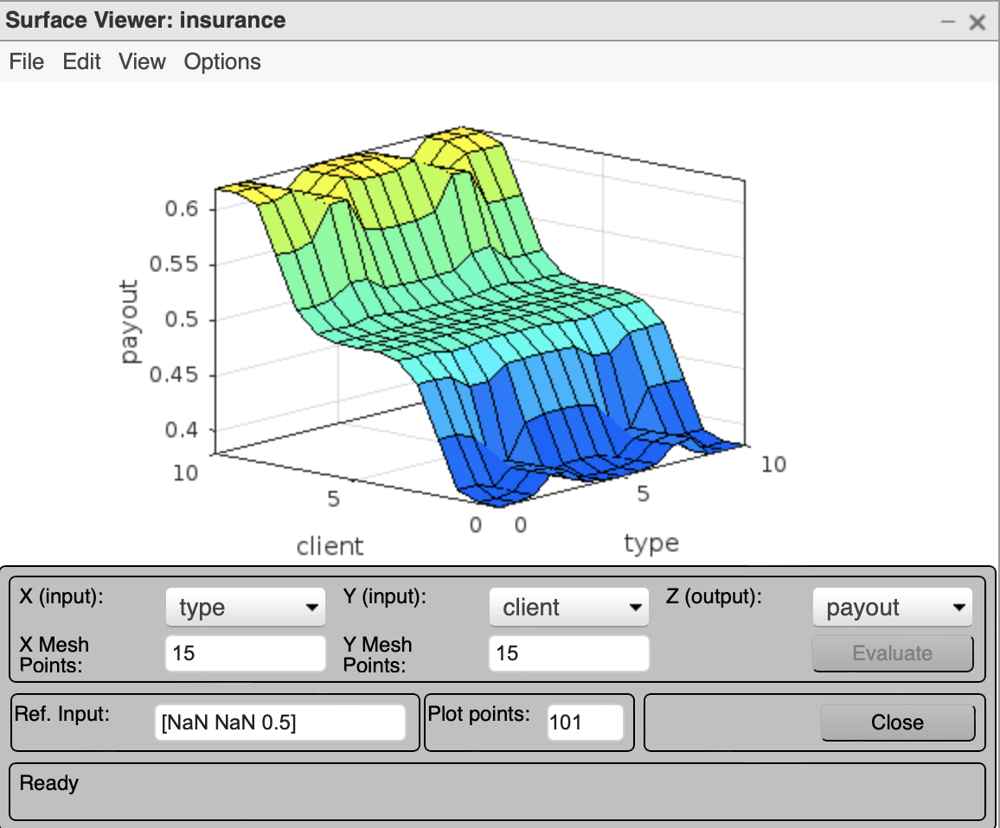 Surface Viewer: insurance
File Edit View Options
0.6
0.55
0.5
0.45
0.4
payout
10
5
0
client
0
5
10
type
X (input): type Y (input): client Z (output): payout
X Mesh Points: 15 Y Mesh Points: 15 Evaluate
Ref. Input: [NaN NaN 0.5] Plot points: 101 Close
Ready